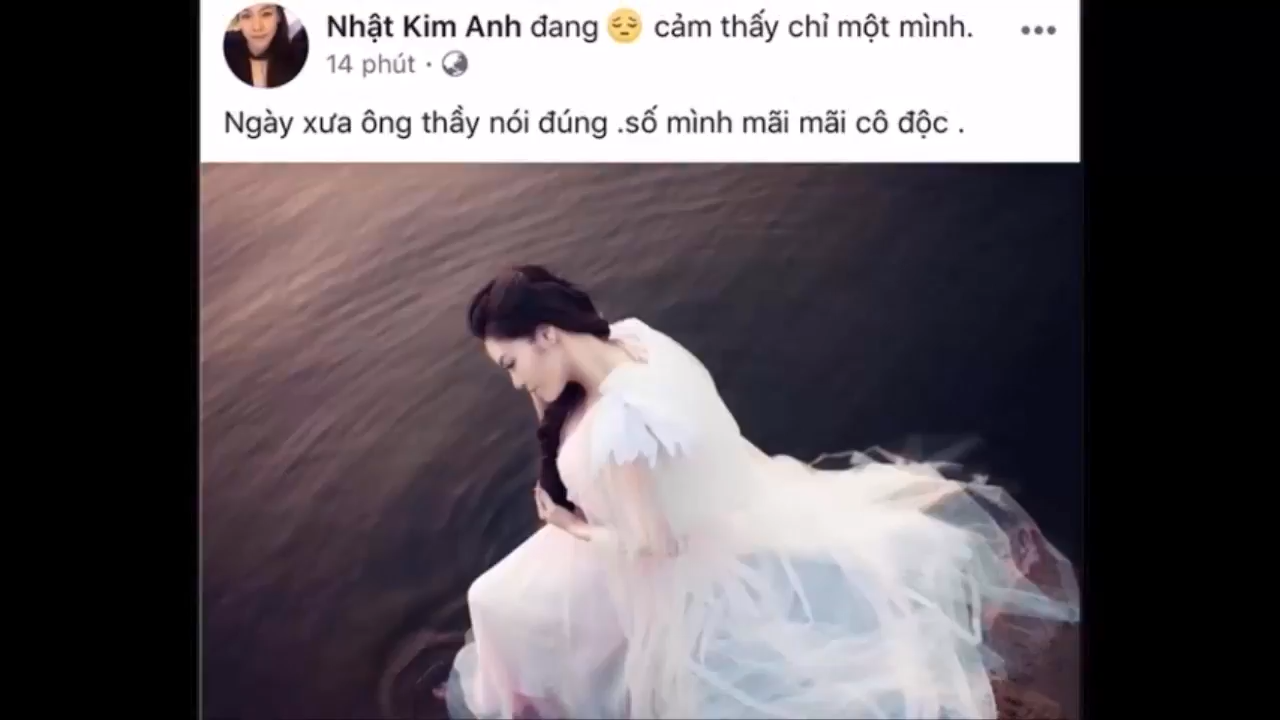 Nhật Kim Anh đang 😔 cảm thấy chỉ một mình.
14 phút ·
Ngày xưa ông thầy nói đúng .số mình mãi mãi cô độc .